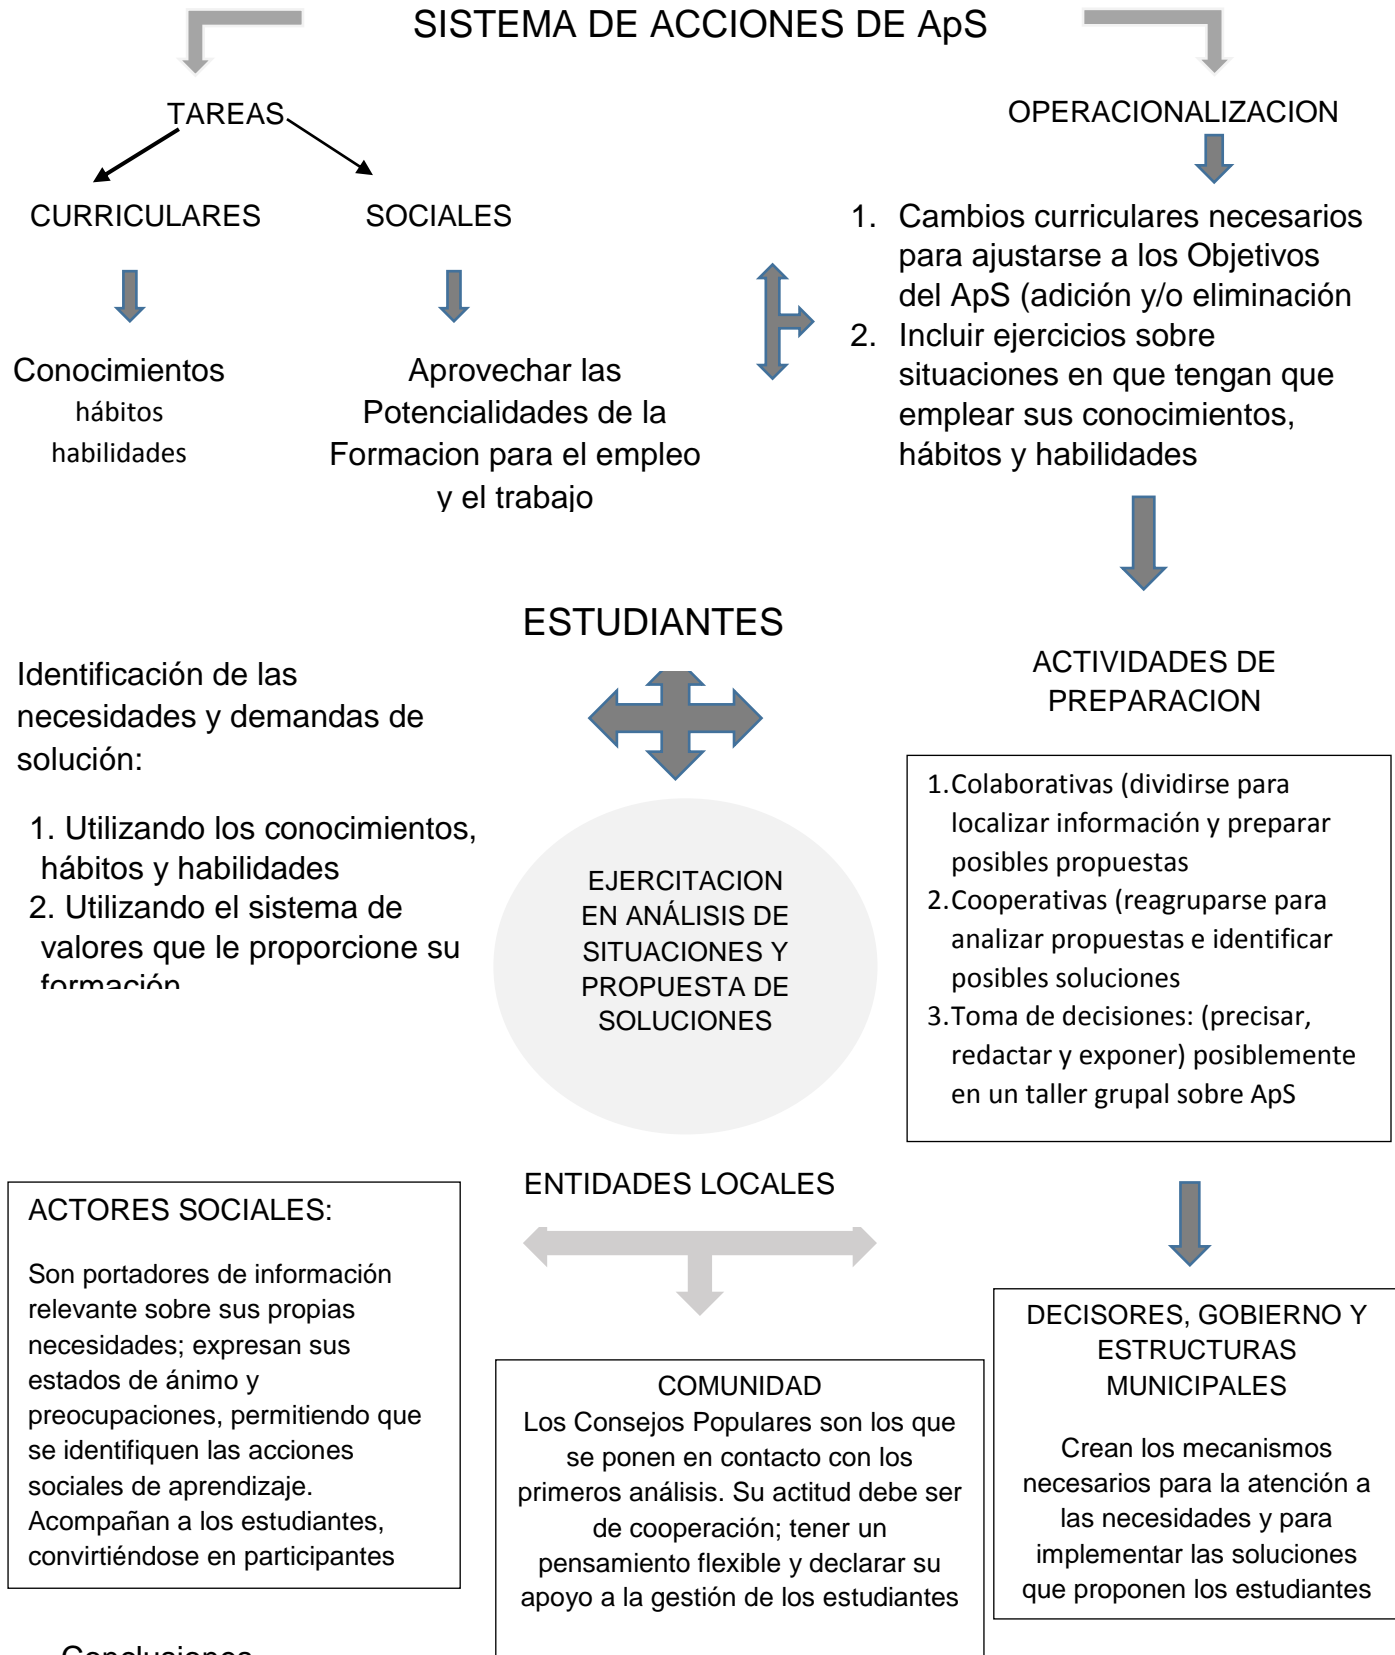 SISTEMA DE ACCIONES DE ApS
TAREAS
OPERACIONALIZACION
CURRICULARES
SOCIALES
Conocimientos
hábitos
habilidades
Aprovechar las
Potencialidades de la
Formacion para el empleo
y el trabajo
1. Cambios curriculares necesarios
para ajustarse a los Objetivos
del ApS (adición y/o eliminación
2. Incluir ejercicios sobre
situaciones en que tengan que
emplear sus conocimientos,
hábitos y habilidades
ESTUDIANTES
Identificación de las
necesidades y demandas de
solución:
1. Utilizando los conocimientos,
hábitos y habilidades
2. Utilizando el sistema de
valores que le proporcione su
formación
EJERCITACION
EN ANÁLISIS DE
SITUACIONES Y
PROPUESTA DE
SOLUCIONES
ACTIVIDADES DE
PREPARACION
1.Colaborativas (dividirse para
localizar información y preparar
posibles propuestas
2.Cooperativas (reagruparse para
analizar propuestas e identificar
posibles soluciones
3.Toma de decisiones: (precisar,
redactar y exponer) posiblemente
en un taller grupal sobre ApS
ENTIDADES LOCALES
ACTORES SOCIALES:
Son portadores de información
relevante sobre sus propias
necesidades; expresan sus
estados de ánimo y
preocupaciones, permitiendo que
se identifiquen las acciones
sociales de aprendizaje.
Acompañan a los estudiantes,
convirtiéndose en participantes
COMUNIDAD
Los Consejos Populares son los que
se ponen en contacto con los
primeros análisis. Su actitud debe ser
de cooperación; tener un
pensamiento flexible y declarar su
apoyo a la gestión de los estudiantes
DECISORES, GOBIERNO Y
ESTRUCTURAS
MUNICIPALES
Crean los mecanismos
necesarios para la atención a
las necesidades y para
implementar las soluciones
que proponen los estudiantes
Conclusiones